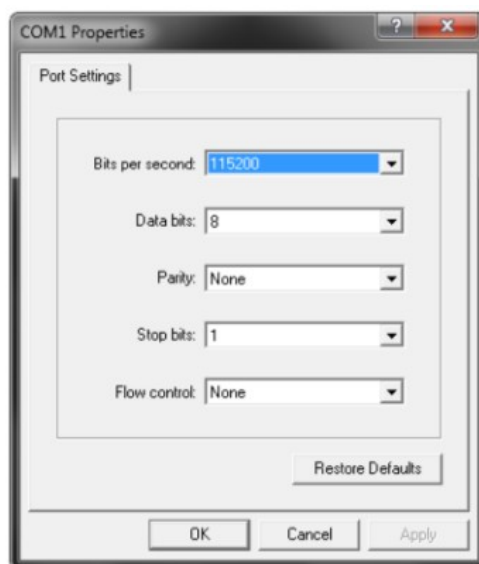 COM1 Properties
Port Settings
Bits per second: 115200
Data bits: 8
Parity: None
Stop bits: 1
Flow control: None
Restore Defaults
OK Cancel Apply